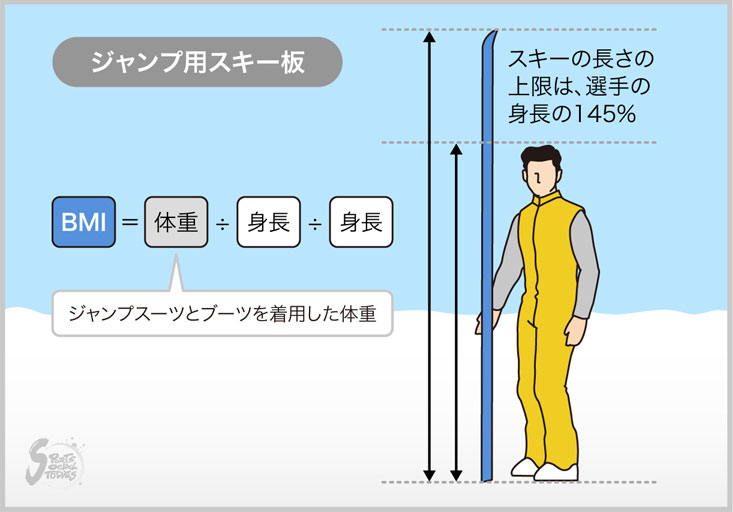 ジャンプ用スキー板
スキーの長さの
上限は、選手の
身長の145%
BMI = 体重 ÷ 身長 ÷ 身長
ジャンプスーツとブーツを着用した体重
SPORTS
SOCIAL
STUDIES